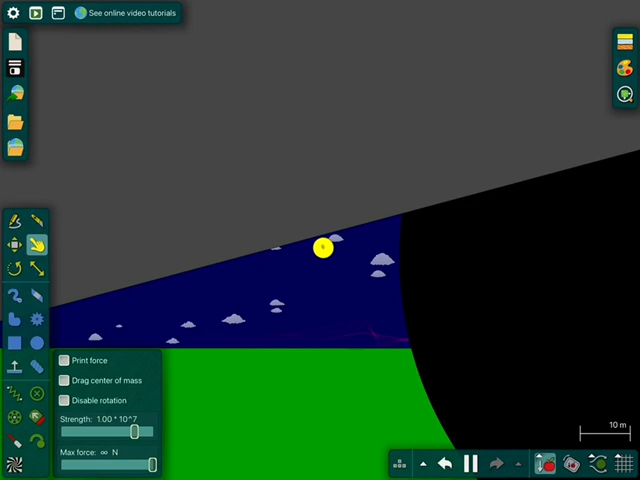 See online video tutorials
Print force
Drag center of mass
Disable rotation
Strength: 1.00 * 10^7
Max force: ∞ N
10 m